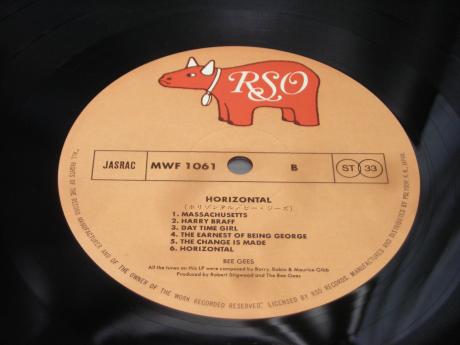 RSO
JASRAC MWF 1061 B ST 33
HORIZONTAL
(ホリゾンタル/ビー・ジーズ)
1. MASSACHUSETTS
2. HARRY BRAFF
3. DAY TIME GIRL
4. THE EARNEST OF BEING GEORGE
5. THE CHANGE IS MADE
6. HORIZONTAL
BEE GEES
All the tunes on this LP were composed by Barry, Robin & Maurice Gibb
Produced by Robert Stigwood and The Bee Gees
"ALL RIGHTS OF THE RECORD MANUFACTURER AND OF THE OWNER OF THE WORK RECORDED RESERVED." LICENSED BY RSO RECORDS, MANUFACTURED AND DISTRIBUTED BY POLYDOR K.K. JAPAN.